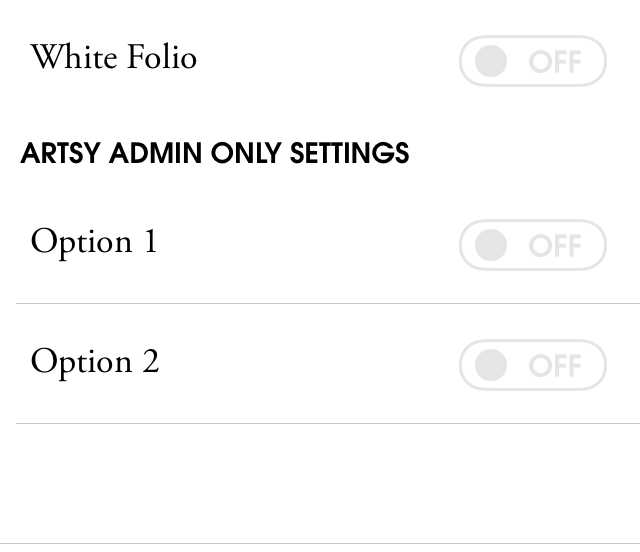 White Folio OFF
ARTSY ADMIN ONLY SETTINGS
Option 1 OFF
Option 2 OFF